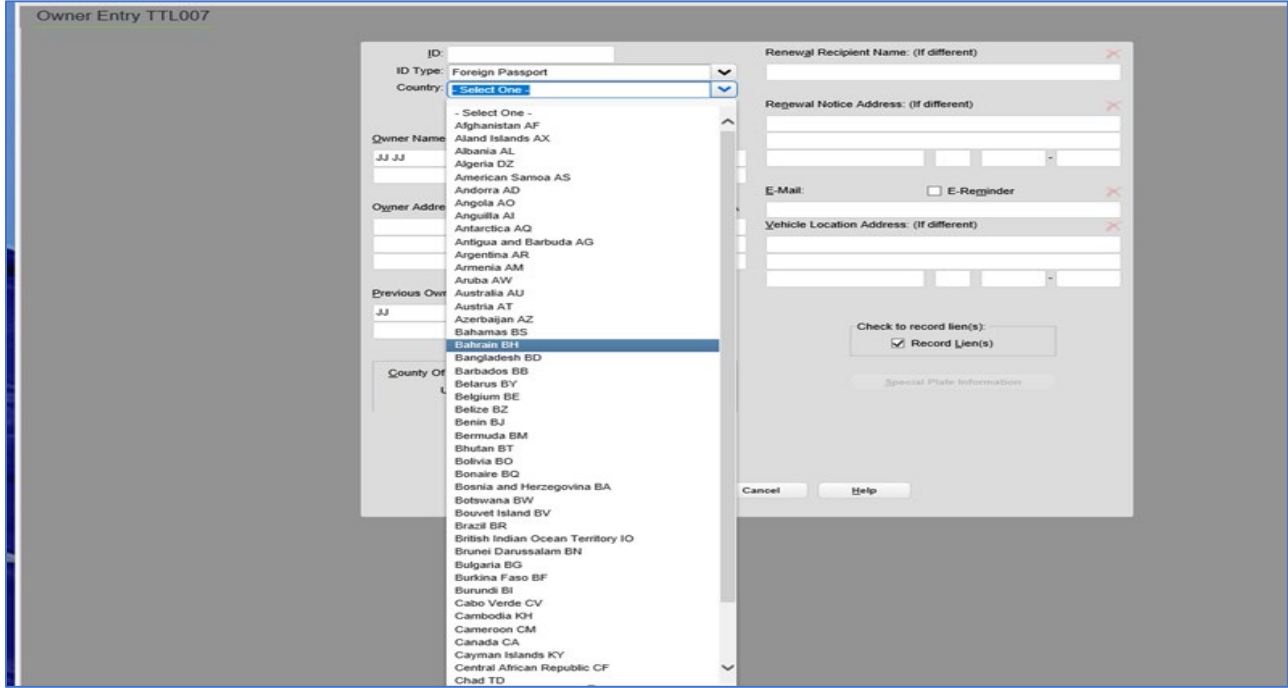 Owner Entry TTL007
ID:
ID Type: Foreign Passport
Country: - Select One -
- Select One -
Afghanistan AF
Aland Islands AX
Albania AL
Algeria DZ
American Samoa AS
Andorra AD
Angola AO
Anguilla AI
Antarctica AQ
Antigua and Barbuda AG
Argentina AR
Armenia AM
Aruba AW
Australia AU
Austria AT
Azerbaijan AZ
Bahamas BS
Bahrain BH
Bangladesh BD
Barbados BB
Belarus BY
Belgium BE
Belize BZ
Benin BJ
Bermuda BM
Bhutan BT
Bolivia BO
Bonaire BQ
Bosnia and Herzegovina BA
Botswana BW
Bouvet Island BV
Brazil BR
British Indian Ocean Territory IO
Brunei Darussalam BN
Bulgaria BG
Burkina Faso BF
Burundi BI
Cabo Verde CV
Cambodia KH
Cameroon CM
Canada CA
Cayman Islands KY
Central African Republic CF
Chad TD
Owner Name
JJ JJ
Owner Addre
Previous Own
JJ
County Of
U
Renewal Recipient Name: (If different)
Renewal Notice Address: (If different)
-
E-Mail: E-Reminder
Vehicle Location Address: (If different)
-
Check to record lien(s):
Record Lien(s)
Special Plate Information
Cancel Help